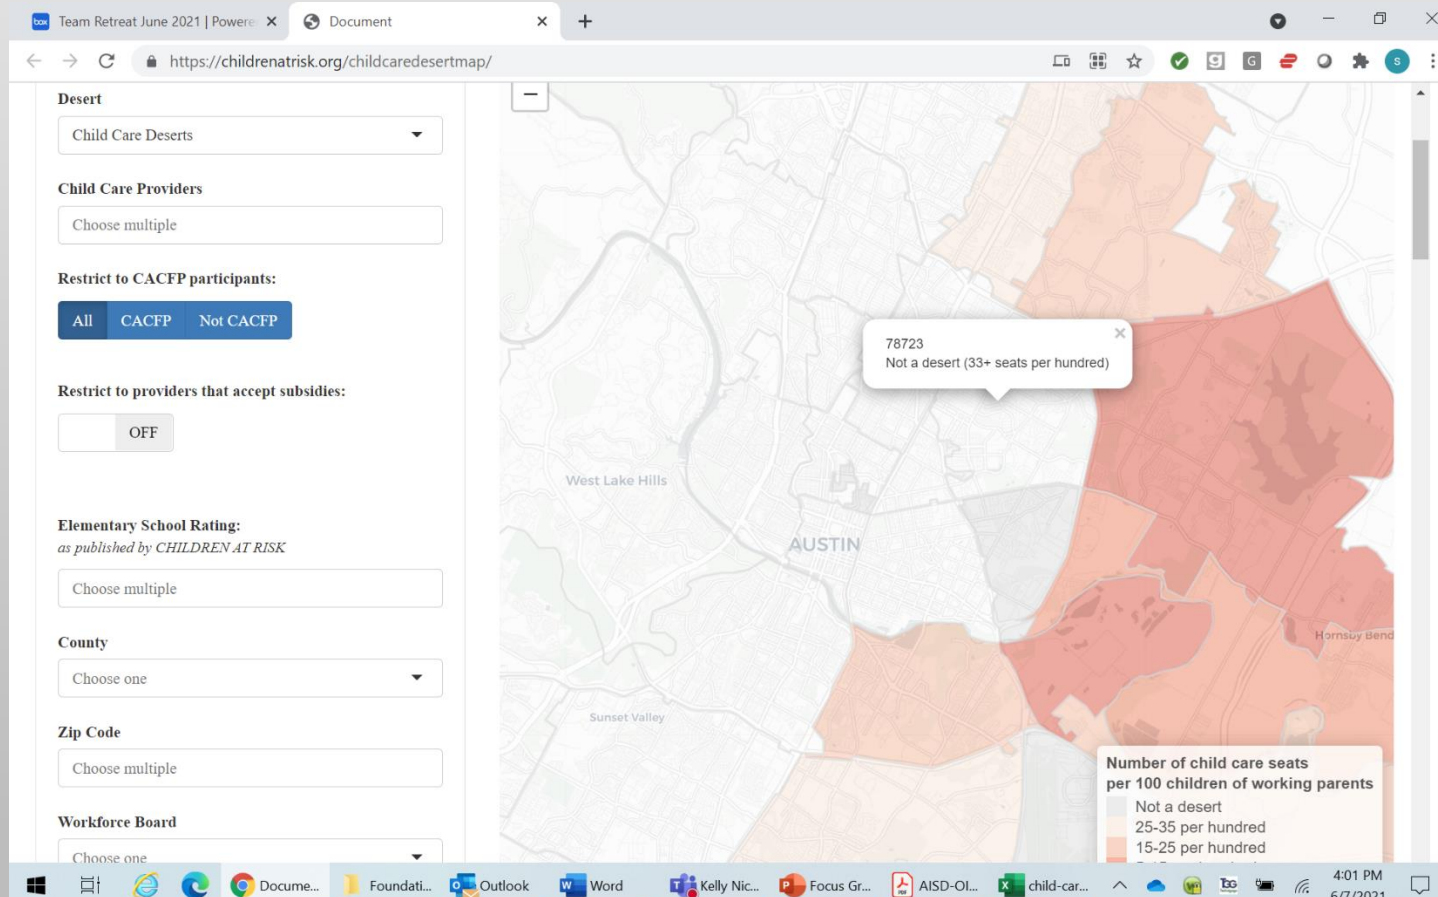 box Team Retreat June 2021 | Powere
Document
https://childrenatrisk.org/childcaredesertmap/
Desert
Child Care Deserts
Child Care Providers
Choose multiple
Restrict to CACFP participants:
All CACFP Not CACFP
Restrict to providers that accept subsidies:
OFF
Elementary School Rating:
as published by CHILDREN AT RISK
Choose multiple
County
Choose one
Zip Code
Choose multiple
Workforce Board
Choose one
78723
Not a desert (33+ seats per hundred)
West Lake Hills
AUSTIN
Hornsby Bend
Sunset Valley
Number of child care seats
per 100 children of working parents
Not a desert
25-35 per hundred
15-25 per hundred
Docume...
Foundati...
Outlook
Word
Kelly Nic...
Focus Gr...
AISD-OI...
child-car...
4:01 PM
6/7/2021